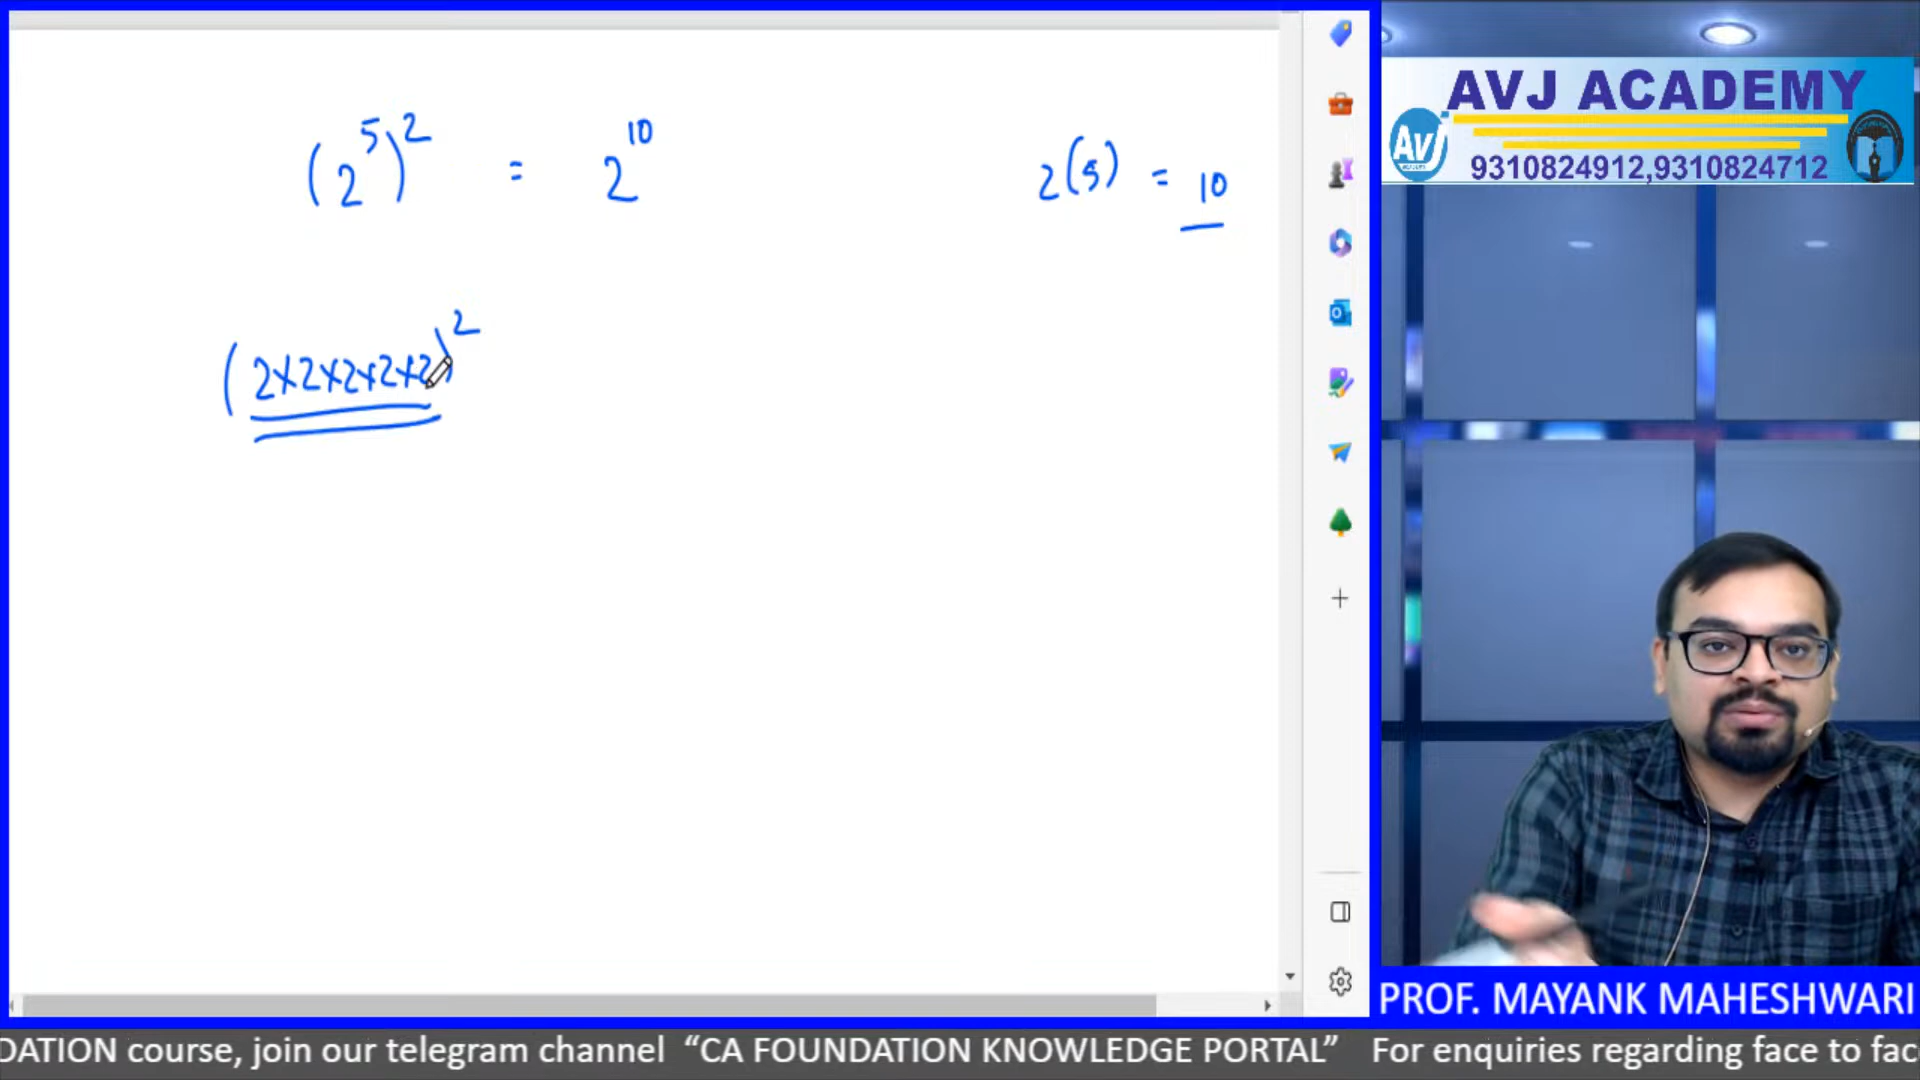 (2⁵)² = 2¹⁰
2(5) = 10
(2×2×2×2×2)²
AVJ ACADEMY
AVJ
9310824912,9310824712
PROF. MAYANK MAHESHWARI
DATION course, join our telegram channel “CA FOUNDATION KNOWLEDGE PORTAL” For enquiries regarding face to fac